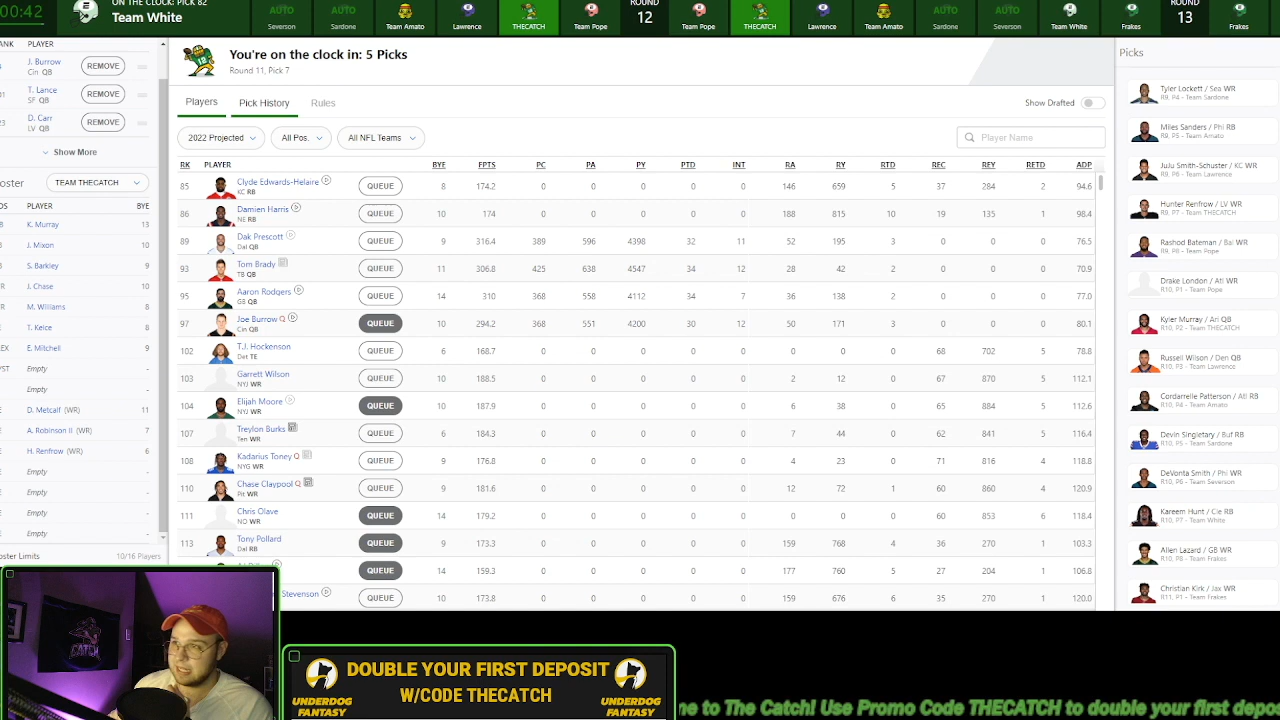 00:42
ON THE CLOCK: PICK 82
Team White
AUTO
Severson
AUTO
Sardone
Team Amato
Lawrence
THECATCH
Team Pope
ROUND
12
Team Pope
THECATCH
Lawrence
Team Amato
AUTO
Sardone
AUTO
Severson
Team White
Frakes
ROUND
13
Frakes
ANK PLAYER
J. Burrow
Cin QB
REMOVE
T. Lance
SF QB
REMOVE
D. Carr
LV QB
REMOVE
Show More
oster TEAM THECATCH
OS PLAYER BYE
K. Murray 13
J. Mixon 10
S. Barkley 9
J. Chase 10
M. Williams 8
T. Kelce 8
EX E. Mitchell 9
ST Empty -
Empty -
D. Metcalf (WR) 11
A. Robinson II (WR) 7
H. Renfrow (WR) 6
Empty -
Empty -
Empty -
Empty -
oster Limits 10/16 Players
You're on the clock in: 5 Picks
Round 11, Pick 7
Players Pick History Rules
Show Drafted
2022 Projected All Pos. All NFL Teams
Player Name
RK PLAYER BYE FPTS PC PA PY PTD INT RA RY RTD REC REY RETD ADP
85 Clyde Edwards-Helaire KC RB QUEUE 8 174.2 0 0 0 0 0 146 659 5 37 284 2 94.6
86 Damien Harris NE RB QUEUE 10 174 0 0 0 0 0 188 815 10 19 135 1 98.4
89 Dak Prescott Dal QB QUEUE 9 316.4 389 596 4398 32 11 52 195 3 0 0 0 76.5
93 Tom Brady TB QB QUEUE 11 306.8 425 638 4547 34 12 28 42 2 0 0 0 70.9
95 Aaron Rodgers GB QB QUEUE 14 310 368 558 4112 34 7 36 138 2 0 0 0 77.0
97 Joe Burrow Q Cin QB QUEUE 10 294.2 368 551 4200 30 12 50 171 3 0 0 0 80.1
102 T.J. Hockenson Det TE QUEUE 6 168.7 0 0 0 0 0 0 0 0 68 702 5 78.8
103 Garrett Wilson NYJ WR QUEUE 10 188.5 0 0 0 0 0 2 12 0 67 870 5 112.1
104 Elijah Moore NYJ WR QUEUE 10 187.9 0 0 0 0 0 6 38 0 65 884 5 112.6
107 Treylon Burks Ten WR QUEUE 6 184.3 0 0 0 0 0 7 44 0 62 841 5 116.4
108 Kadarius Toney Q NYG WR QUEUE 9 176.8 0 0 0 0 0 4 23 0 71 816 4 118.8
110 Chase Claypool Q Pit WR QUEUE 9 181.6 0 0 0 0 0 12 72 1 60 860 4 120.9
111 Chris Olave NO WR QUEUE 14 179.2 0 0 0 0 0 0 0 0 60 853 6 118.4
113 Tony Pollard Dal RB QUEUE 9 173.3 0 0 0 0 0 159 768 4 36 270 1 103.3
QUEUE 14 159.3 0 0 0 0 0 177 760 5 27 204 1 106.8
Stevenson QUEUE 10 173.8 0 0 0 0 0 159 676 6 35 270 1 120.0
Picks
Tyler Lockett / Sea WR
R9, P4 - Team Sardone
Miles Sanders / Phi RB
R9, P5 - Team Amato
JuJu Smith-Schuster / KC WR
R9, P6 - Team Lawrence
Hunter Renfrow / LV WR
R9, P7 - Team THECATCH
Rashod Bateman / Bal WR
R9, P8 - Team Pope
Drake London / Atl WR
R10, P1 - Team Pope
Kyler Murray / Ari QB
R10, P2 - Team THECATCH
Russell Wilson / Den QB
R10, P3 - Team Lawrence
Cordarrelle Patterson / Atl RB
R10, P4 - Team Amato
Devin Singletary / Buf RB
R10, P5 - Team Sardone
DeVonta Smith / Phi WR
R10, P6 - Team Severson
Kareem Hunt / Cle RB
R10, P7 - Team White
Allen Lazard / GB WR
R10, P8 - Team Frakes
Christian Kirk / Jax WR
R11, P1 - Team Frakes
CATCH
DOUBLE YOUR FIRST DEPOSIT
W/CODE THECATCH
UNDERDOG
FANTASY
UNDERDOG
FANTASY
ne to The Catch! Use Promo Code THECATCH to double your first depos